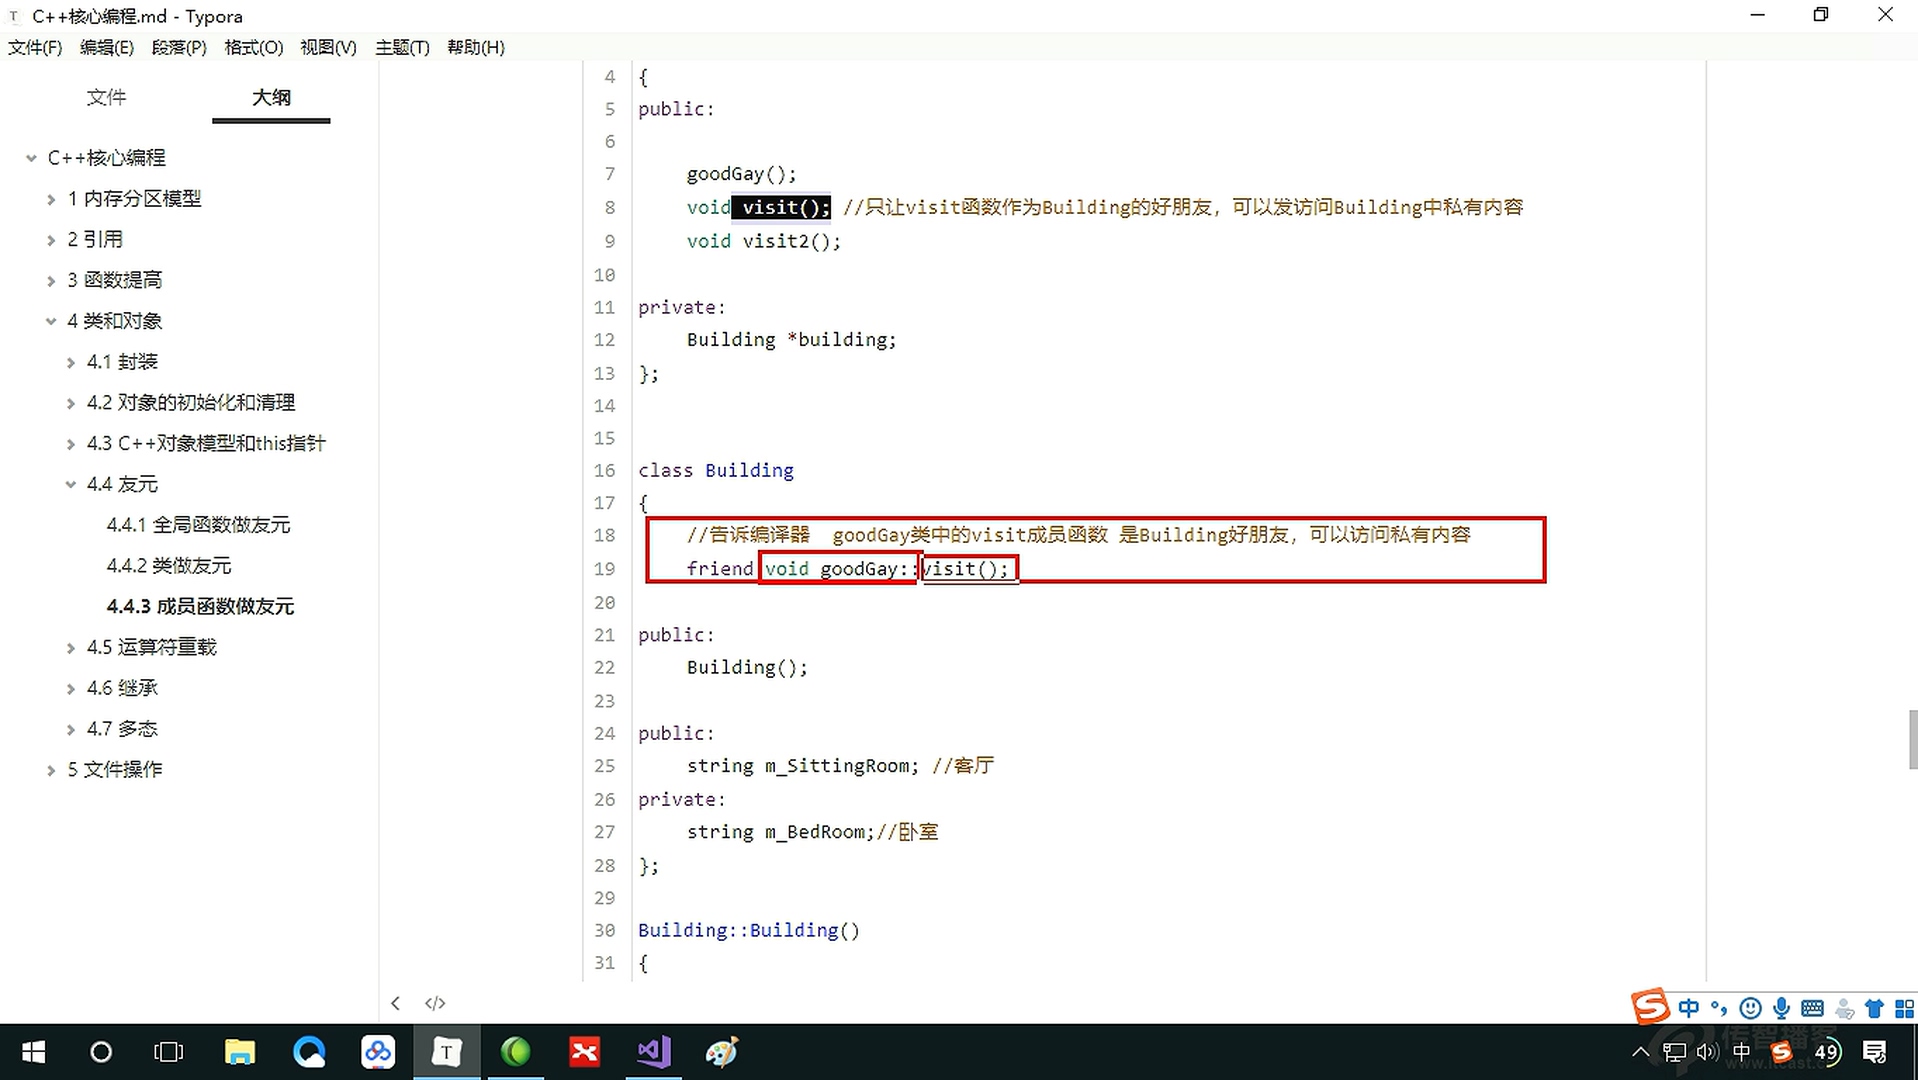 C++核心编程.md - Typora
文件(F) 编辑(E) 段落(P) 格式(O) 视图(V) 主题(T) 帮助(H)
文件 大纲
C++核心编程
1 内存分区模型
2 引用
3 函数提高
4 类和对象
4.1 封装
4.2 对象的初始化和清理
4.3 C++对象模型和this指针
4.4 友元
4.4.1 全局函数做友元
4.4.2 类做友元
4.4.3 成员函数做友元
4.5 运算符重载
4.6 继承
4.7 多态
5 文件操作
4 {
5 public:
6
7 goodGay();
8 void visit(); //只让visit函数作为Building的好朋友，可以发访问Building中私有内容
9 void visit2();
10
11 private:
12 Building *building;
13 };
14
15
16 class Building
17 {
18 //告诉编译器 goodGay类中的visit成员函数 是Building好朋友，可以访问私有内容
19 friend void goodGay::visit();
20
21 public:
22 Building();
23
24 public:
25 string m_SittingRoom; //客厅
26 private:
27 string m_BedRoom;//卧室
28 };
29
30 Building::Building()
31 {
</>
中
中 49
传智播客